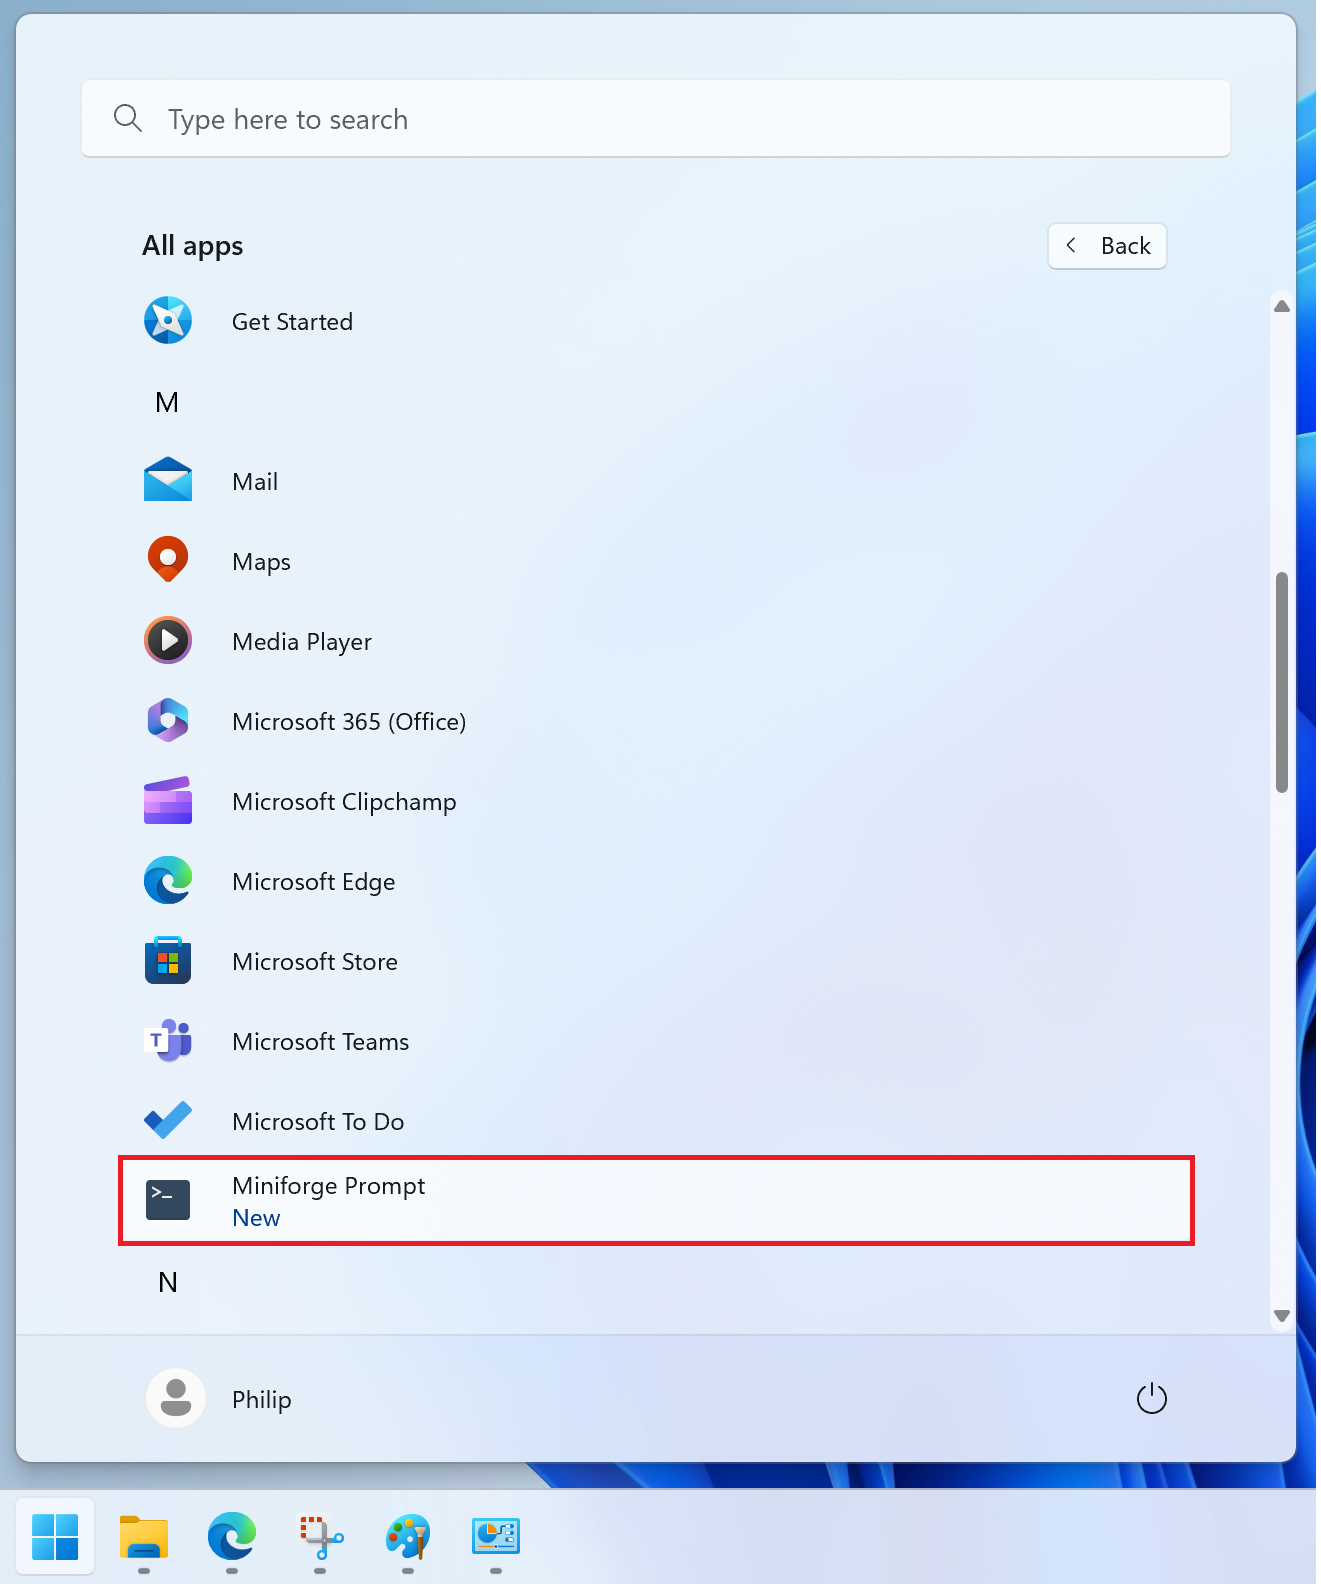 Type here to search
All apps
Back
Get Started
M
Mail
Maps
Media Player
Microsoft 365 (Office)
Microsoft Clipchamp
Microsoft Edge
Microsoft Store
T
Microsoft Teams
Microsoft To Do
>_
Miniforge Prompt
New
N
Philip